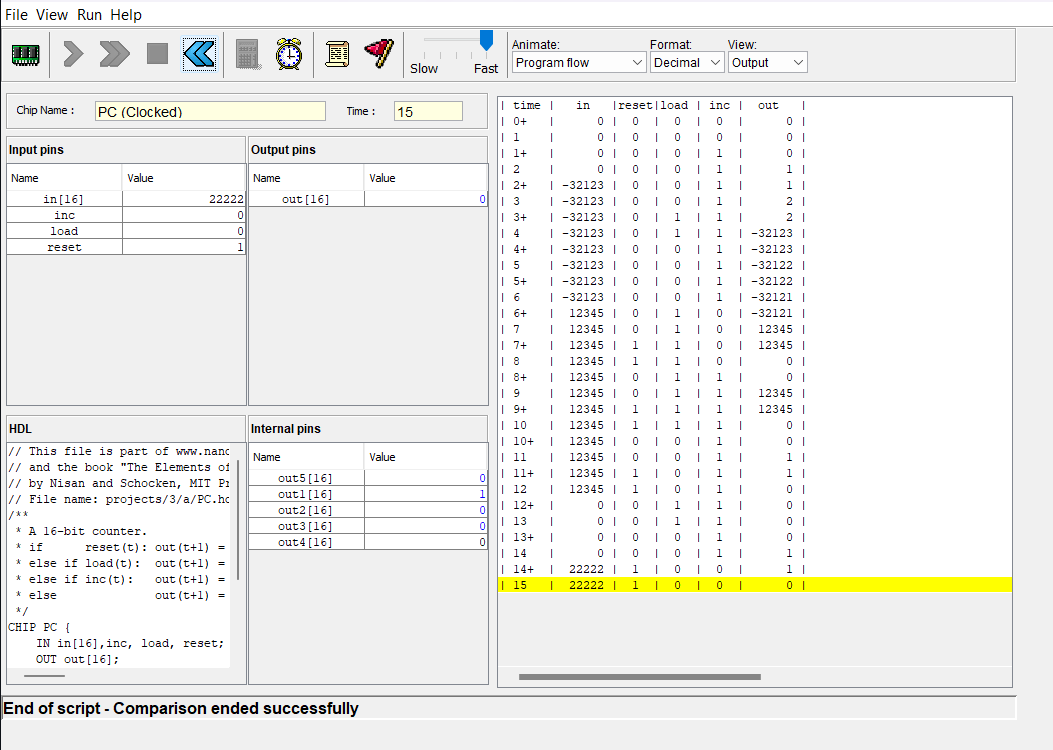 File View Run Help
Slow Fast
Animate: Format: View:
Program flow Decimal Output
Chip Name : PC (Clocked) Time : 15
Input pins
Name Value
in[16] 22222
inc 0
load 0
reset 1
Output pins
Name Value
out[16] 0
HDL
// This file is part of www.nand
// and the book "The Elements of
// by Nisan and Schocken, MIT Pr
// File name: projects/3/a/PC.hd
/**
* A 16-bit counter.
* if reset(t): out(t+1) =
* else if load(t): out(t+1) =
* else if inc(t): out(t+1) =
* else out(t+1) =
*/
CHIP PC {
IN in[16],inc, load, reset;
OUT out[16];
Internal pins
Name Value
out5[16] 0
out1[16] 1
out2[16] 0
out3[16] 0
out4[16] 0
| time | in |reset|load | inc | out |
| 0+ | 0 | 0 | 0 | 0 | 0 |
| 1 | 0 | 0 | 0 | 0 | 0 |
| 1+ | 0 | 0 | 0 | 1 | 0 |
| 2 | 0 | 0 | 0 | 1 | 1 |
| 2+ | -32123 | 0 | 0 | 1 | 1 |
| 3 | -32123 | 0 | 0 | 1 | 2 |
| 3+ | -32123 | 0 | 1 | 1 | 2 |
| 4 | -32123 | 0 | 1 | 1 | -32123 |
| 4+ | -32123 | 0 | 0 | 1 | -32123 |
| 5 | -32123 | 0 | 0 | 1 | -32122 |
| 5+ | -32123 | 0 | 0 | 1 | -32122 |
| 6 | -32123 | 0 | 0 | 1 | -32121 |
| 6+ | 12345 | 0 | 1 | 0 | -32121 |
| 7 | 12345 | 0 | 1 | 0 | 12345 |
| 7+ | 12345 | 1 | 1 | 0 | 12345 |
| 8 | 12345 | 1 | 1 | 0 | 0 |
| 8+ | 12345 | 0 | 1 | 1 | 0 |
| 9 | 12345 | 0 | 1 | 1 | 12345 |
| 9+ | 12345 | 1 | 1 | 1 | 12345 |
| 10 | 12345 | 1 | 1 | 1 | 0 |
| 10+ | 12345 | 0 | 0 | 1 | 0 |
| 11 | 12345 | 0 | 0 | 1 | 1 |
| 11+ | 12345 | 1 | 0 | 1 | 1 |
| 12 | 12345 | 1 | 0 | 1 | 0 |
| 12+ | 0 | 0 | 1 | 1 | 0 |
| 13 | 0 | 0 | 1 | 1 | 0 |
| 13+ | 0 | 0 | 0 | 1 | 0 |
| 14 | 0 | 0 | 0 | 1 | 1 |
| 14+ | 22222 | 1 | 0 | 0 | 1 |
| 15 | 22222 | 1 | 0 | 0 | 0 |
End of script - Comparison ended successfully